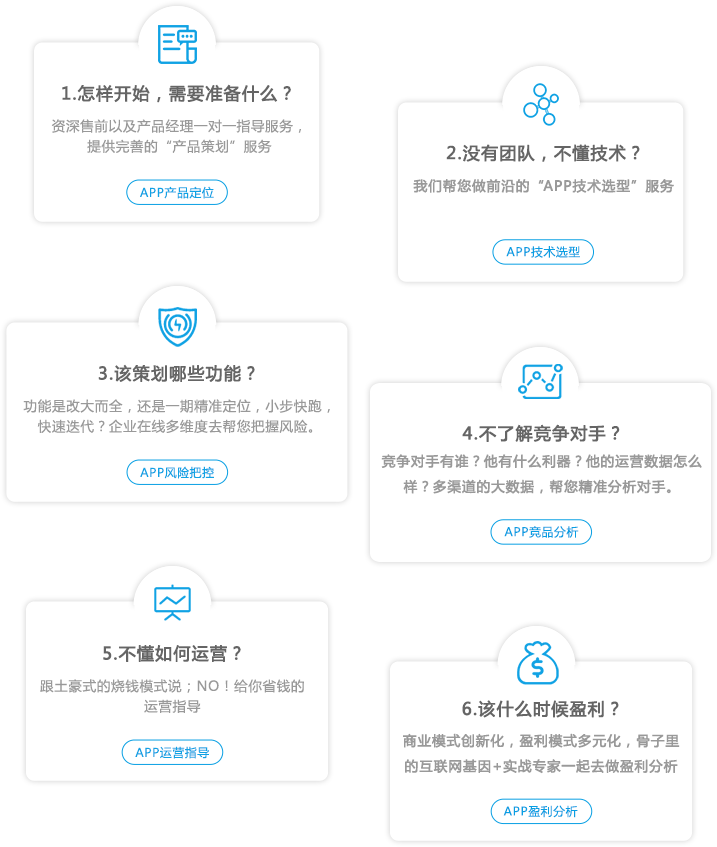 1.怎样开始，需要准备什么？
资深售前以及产品经理一对一指导服务，
提供完善的“产品策划”服务
APP产品定位
2.没有团队，不懂技术？
我们帮您做前沿的“APP技术选型”服务
APP技术选型
3.该策划哪些功能？
功能是改大而全，还是一期精准定位，小步快跑，
快速迭代？企业在线多维度去帮您把握风险。
APP风险把控
4.不了解竞争对手？
竞争对手有谁？他有什么利器？他的运营数据怎么
样？多渠道的大数据，帮您精准分析对手。
APP竞品分析
5.不懂如何运营？
跟土豪式的烧钱模式说；NO！给你省钱的
运营指导
APP运营指导
6.该什么时候盈利？
商业模式创新化，盈利模式多元化，骨子里
的互联网基因+实战专家一起去做盈利分析
APP盈利分析